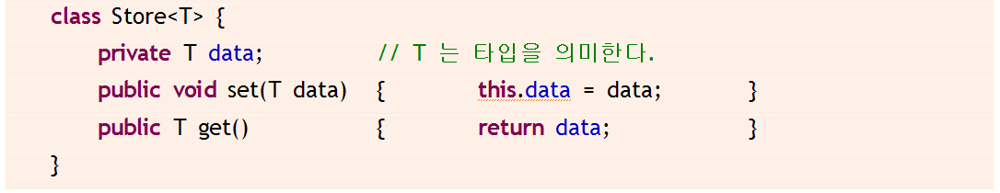 class Store<T> {
private T data; // T 는 타입을 의미한다.
public void set(T data) { this.data = data; }
public T get() { return data; }
}